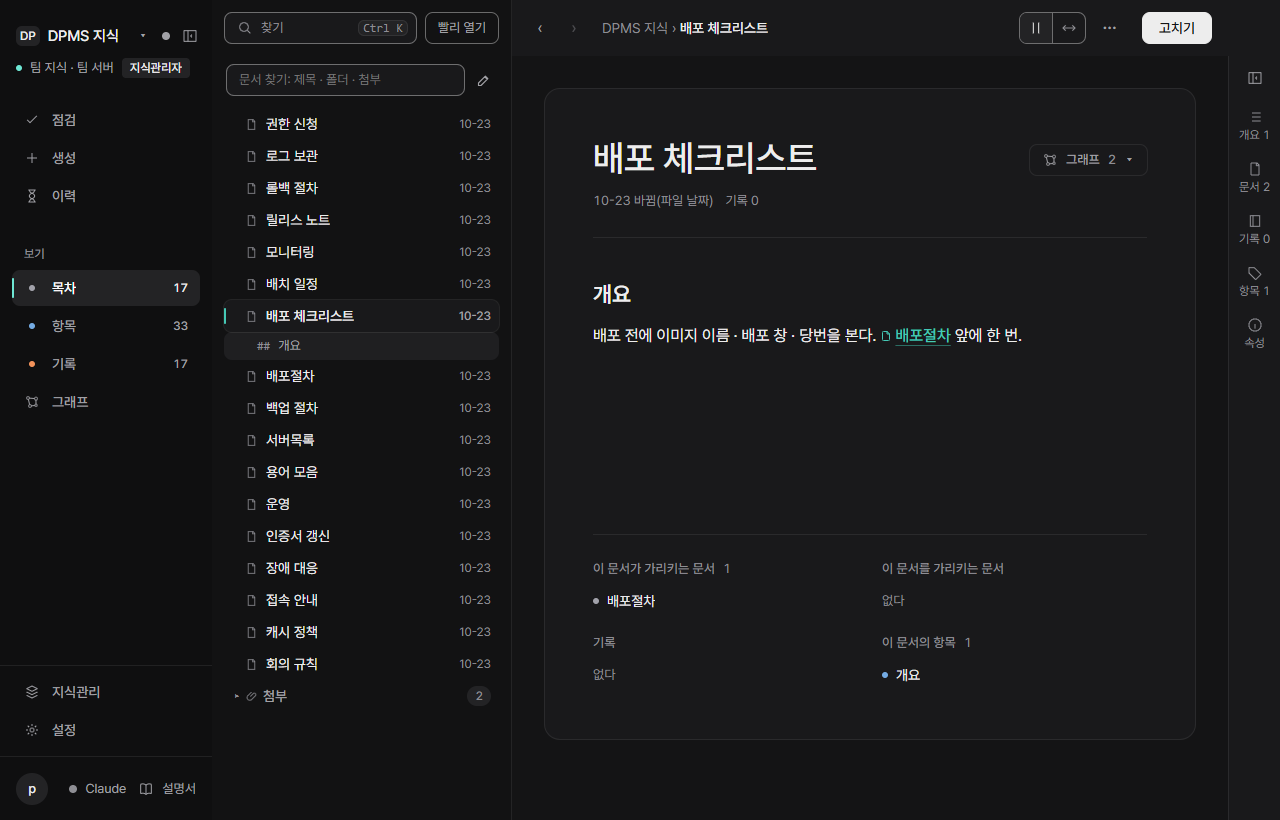 DP DPMS 지식
팀 지식 · 팀 서버 지식관리자
점검
생성
이력
보기
목차 17
항목 33
기록 17
그래프
지식관리
설정
p Claude 설명서
찾기 Ctrl K 빨리 열기
문서 찾기: 제목 · 폴더 · 첨부
권한 신청 10-23
로그 보관 10-23
롤백 절차 10-23
릴리스 노트 10-23
모니터링 10-23
배치 일정 10-23
배포 체크리스트 10-23
## 개요
배포절차 10-23
백업 절차 10-23
서버목록 10-23
용어 모음 10-23
운영 10-23
인증서 갱신 10-23
장애 대응 10-23
접속 안내 10-23
캐시 정책 10-23
회의 규칙 10-23
첨부 2
‹ › DPMS 지식 › 배포 체크리스트 고치기
배포 체크리스트
그래프 2
10-23 바뀜(파일 날짜) 기록 0
개요
배포 전에 이미지 이름 · 배포 창 · 당번을 본다. 배포절차 앞에 한 번.
이 문서가 가리키는 문서 1
배포절차
이 문서를 가리키는 문서
없다
기록
없다
이 문서의 항목 1
개요
개요 1
문서 2
기록 0
항목 1
속성